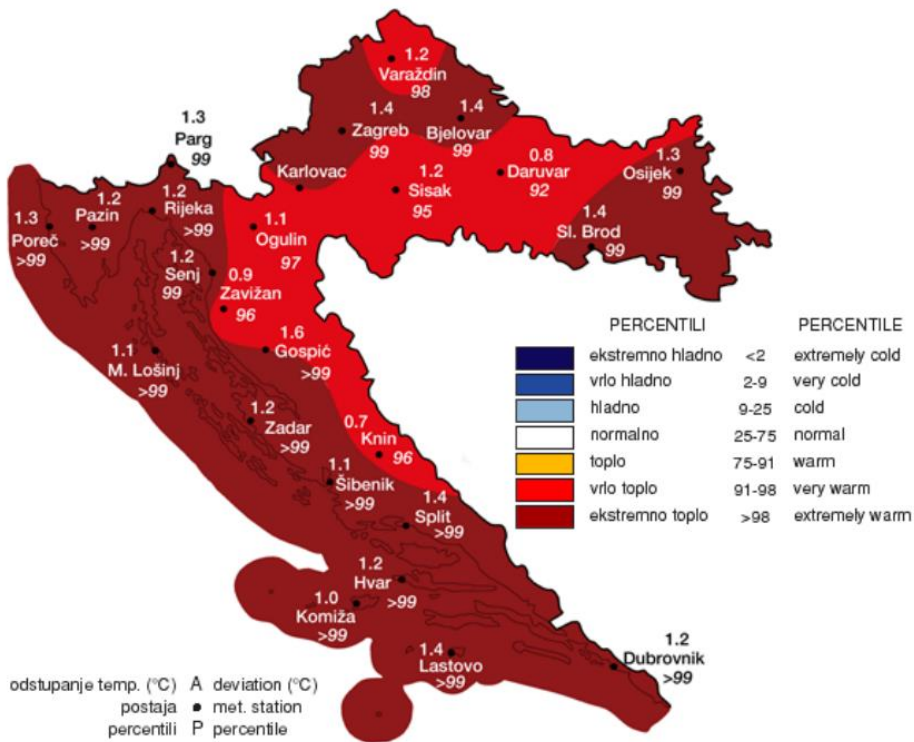 1.2
Varaždin
98
1.4
Zagreb
99
1.4
Bjelovar
99
1.3
Parg
99
Karlovac
1.2
Sisak
95
0.8
Daruvar
92
1.3
Osijek
99
1.4
Sl. Brod
99
1.3
Poreč
>99
1.2
Pazin
>99
1.2
Rijeka
>99
1.1
Ogulin
97
1.2
Senj
99
0.9
Zavižan
96
1.6
Gospić
>99
1.1
M. Lošinj
>99
1.2
Zadar
>99
0.7
Knin
96
1.1
Šibenik
>99
1.4
Split
>99
1.2
Hvar
>99
1.0
Komiža
>99
1.4
Lastovo
>99
1.2
Dubrovnik
>99
PERCENTILI PERCENTILE
ekstremno hladno <2 extremely cold
vrlo hladno 2-9 very cold
hladno 9-25 cold
normalno 25-75 normal
toplo 75-91 warm
vrlo toplo 91-98 very warm
ekstremno toplo >98 extremely warm
odstupanje temp. (°C) A deviation (°C)
postaja ● met. station
percentili P percentile